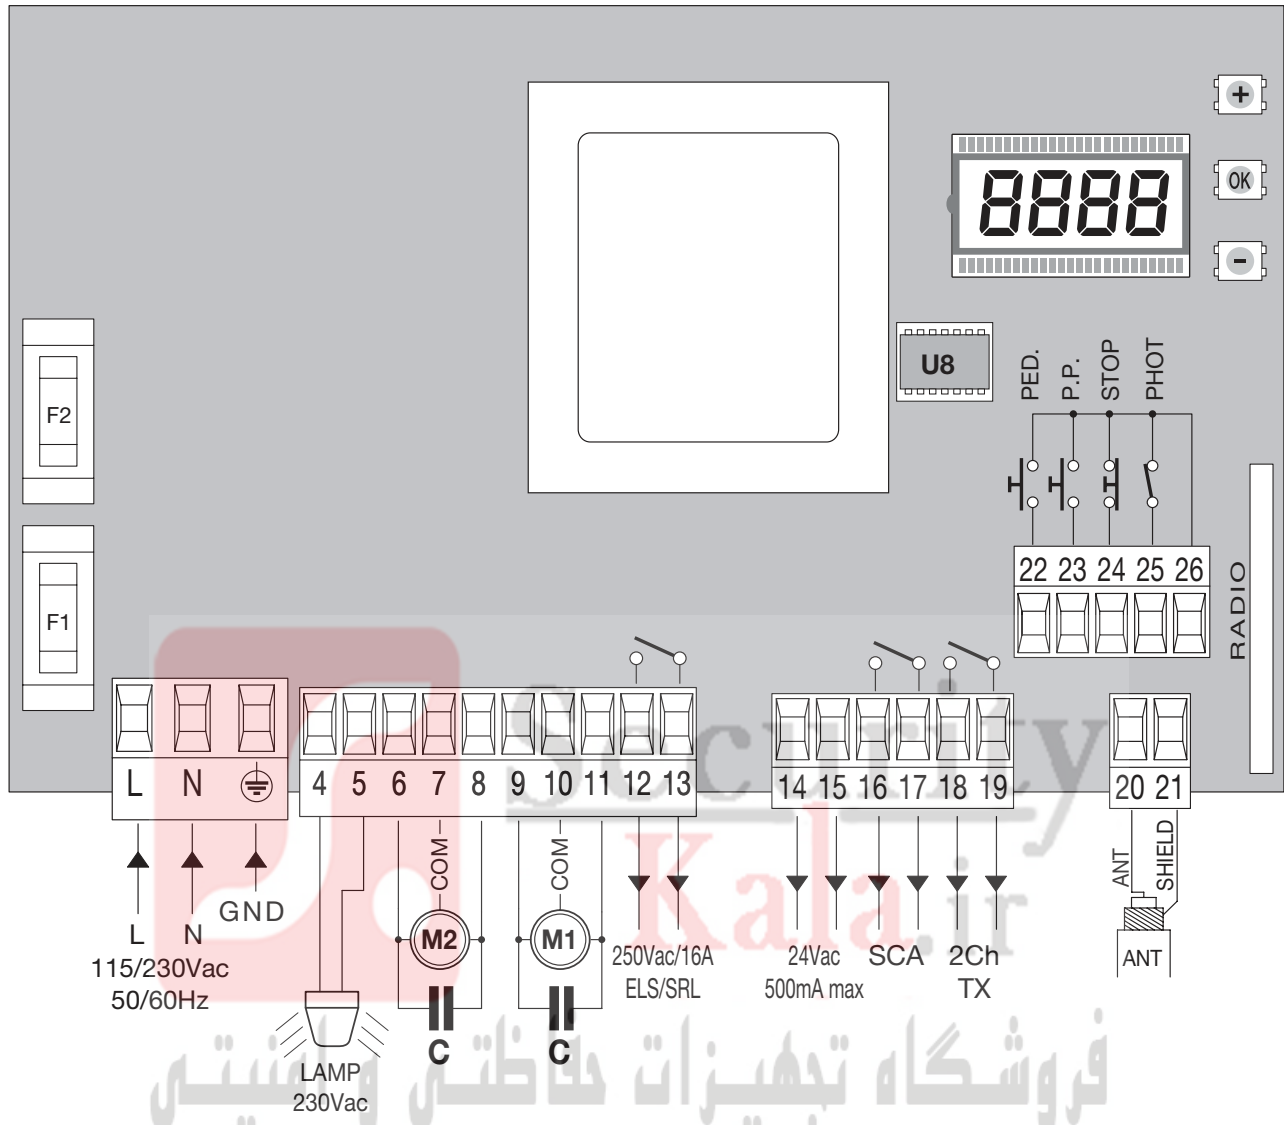 +
8888
OK
-
U8
PED.
P.P.
STOP
PHOT
F2
22 23 24 25 26
F1
RADIO
L N
4 5 6 7 8 9 10 11 12 13
14 15 16 17 18 19
20 21
COM
COM
ANT
SHIELD
GND
L N
115/230Vac
50/60Hz
M2
M1
250Vac/16A
ELS/SRL
24Vac
500mA max
SCA
2Ch
TX
ANT
C
C
LAMP
230Vac
Security
Kala.ir
فروشگاه تجهیزات حفاظتی و امنیتی